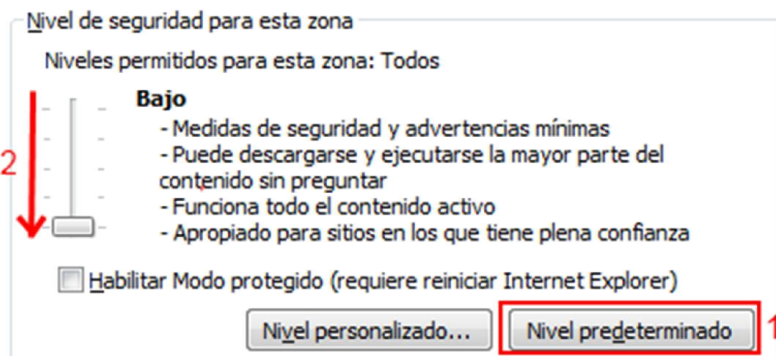 Nivel de seguridad para esta zona
Niveles permitidos para esta zona: Todos
Bajo
- Medidas de seguridad y advertencias mínimas
- Puede descargarse y ejecutarse la mayor parte del
contenido sin preguntar
- Funciona todo el contenido activo
- Apropiado para sitios en los que tiene plena confianza
2
Habilitar Modo protegido (requiere reiniciar Internet Explorer)
Nivel personalizado...
Nivel predeterminado
1